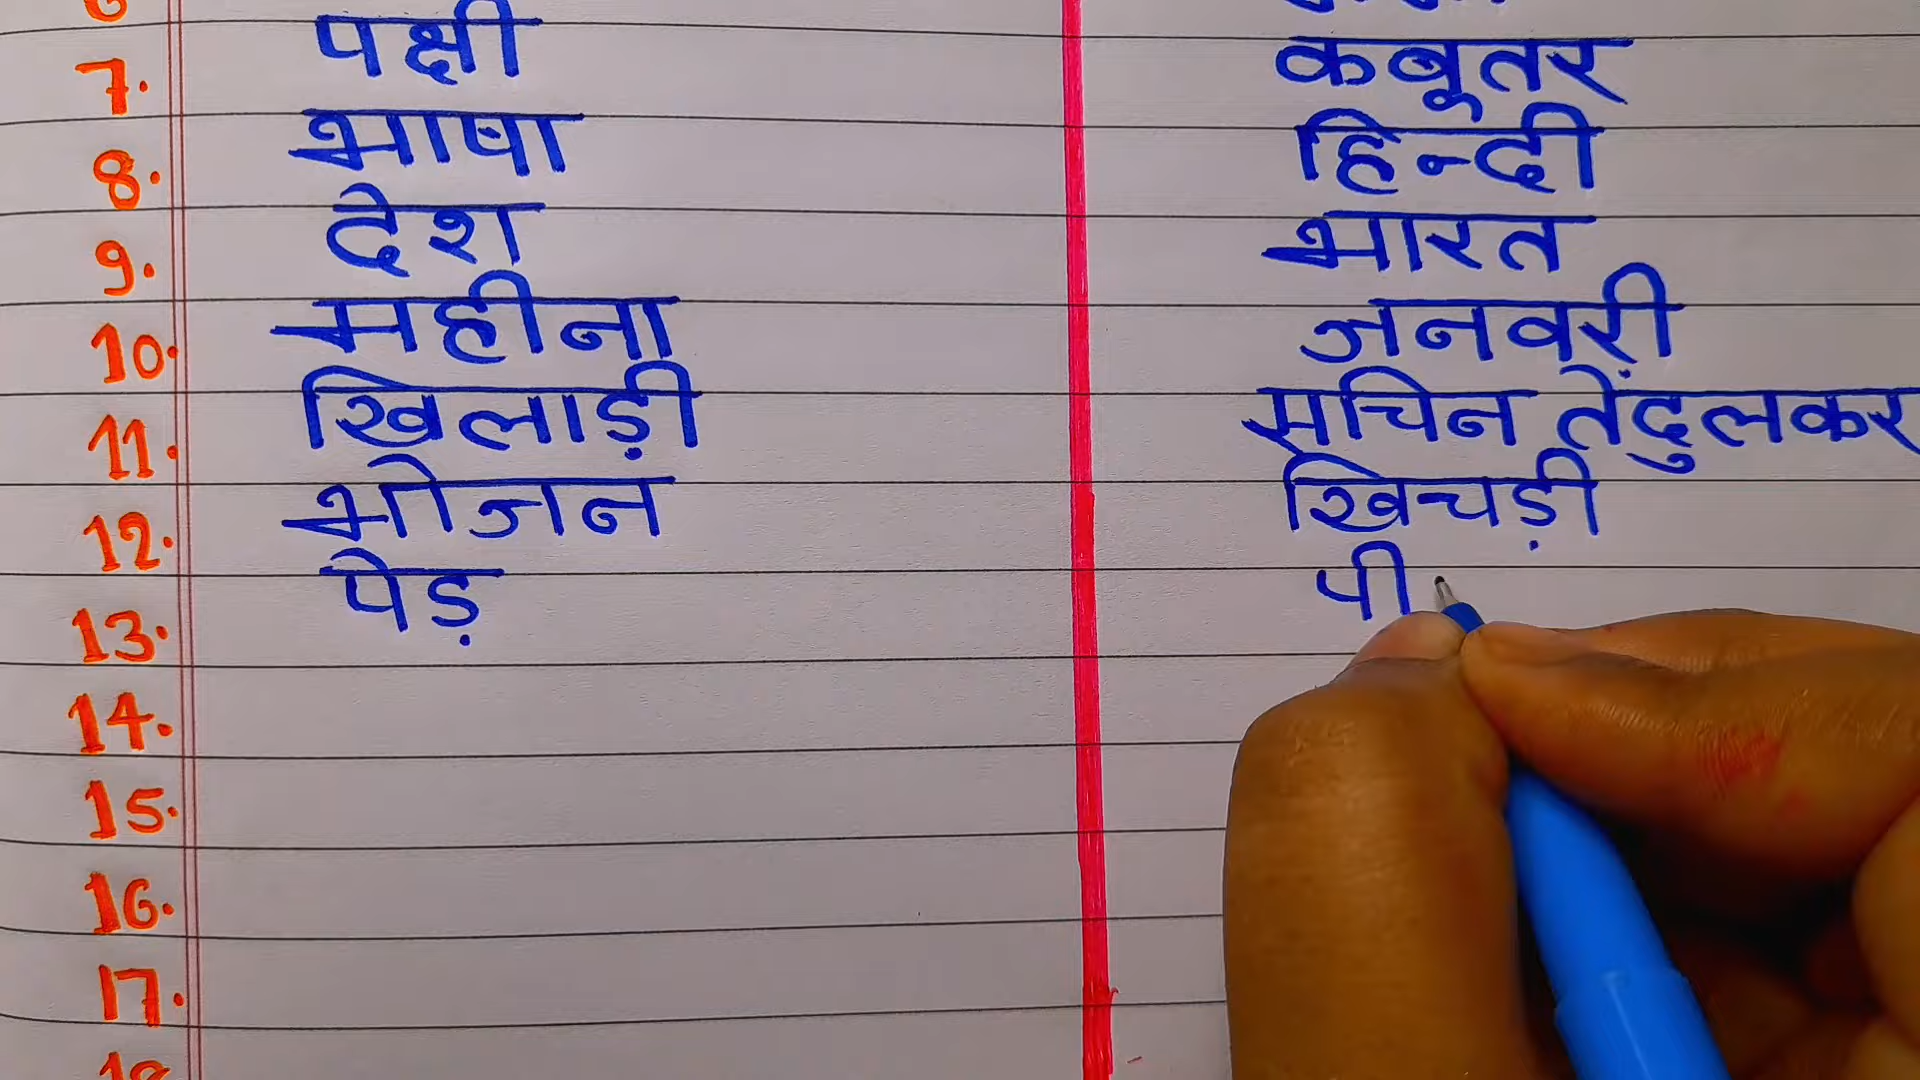 7. पक्षी कबूतर
8. भाषा हिन्दी
9. देश भारत
10. महीना जनवरी
11. खिलाड़ी सचिन तेंदुलकर
12. भोजन खिचड़ी
13. पेड़ पी
14.
15.
16.
17.